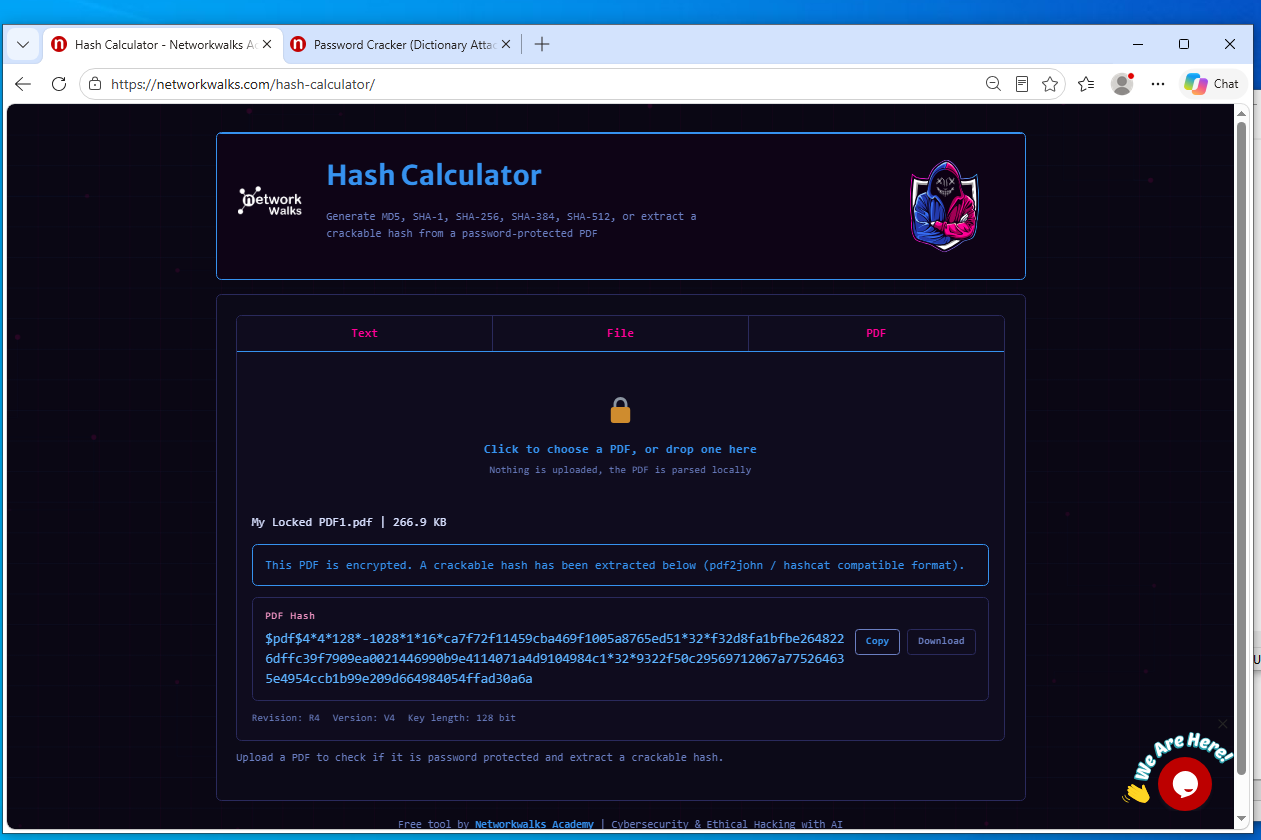 Hash Calculator - Networkwalks Ac
Password Cracker (Dictionary Attac
https://networkwalks.com/hash-calculator/
Chat
network
Walks
Hash Calculator
Generate MD5, SHA-1, SHA-256, SHA-384, SHA-512, or extract a
crackable hash from a password-protected PDF
Text
File
PDF
Click to choose a PDF, or drop one here
Nothing is uploaded, the PDF is parsed locally
My Locked PDF1.pdf | 266.9 KB
This PDF is encrypted. A crackable hash has been extracted below (pdf2john / hashcat compatible format).
PDF Hash
$pdf$4*4*128*-1028*1*16*ca7f72f11459cba469f1005a8765ed51*32*f32d8fa1bfbe264822
6dffc39f7909ea0021446990b9e4114071a4d9104984c1*32*9322f50c29569712067a77526463
5e4954ccb1b99e209d664984054ffad30a6a
Copy
Download
Revision: R4 Version: V4 Key length: 128 bit
Upload a PDF to check if it is password protected and extract a crackable hash.
We Are Here!
Free tool by Networkwalks Academy | Cybersecurity & Ethical Hacking with AI